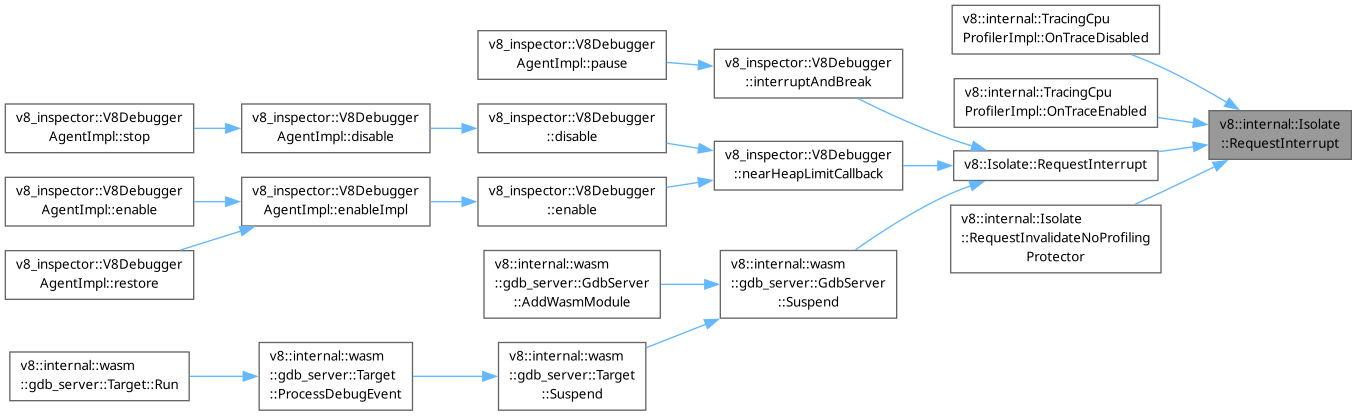 v8::internal::TracingCpu
ProfilerImpl::OnTraceDisabled
v8_inspector::V8Debugger
AgentImpl::pause
v8_inspector::V8Debugger
::interruptAndBreak
v8::internal::TracingCpu
ProfilerImpl::OnTraceEnabled
v8::internal::Isolate
::RequestInterrupt
v8_inspector::V8Debugger
AgentImpl::stop
v8_inspector::V8Debugger
AgentImpl::disable
v8_inspector::V8Debugger
::disable
v8_inspector::V8Debugger
::nearHeapLimitCallback
v8::Isolate::RequestInterrupt
v8_inspector::V8Debugger
AgentImpl::enable
v8_inspector::V8Debugger
AgentImpl::enableImpl
v8_inspector::V8Debugger
::enable
v8::internal::Isolate
::RequestInvalidateNoProfiling
Protector
v8_inspector::V8Debugger
AgentImpl::restore
v8::internal::wasm
::gdb_server::GdbServer
::AddWasmModule
v8::internal::wasm
::gdb_server::GdbServer
::Suspend
v8::internal::wasm
::gdb_server::Target::Run
v8::internal::wasm
::gdb_server::Target
::ProcessDebugEvent
v8::internal::wasm
::gdb_server::Target
::Suspend